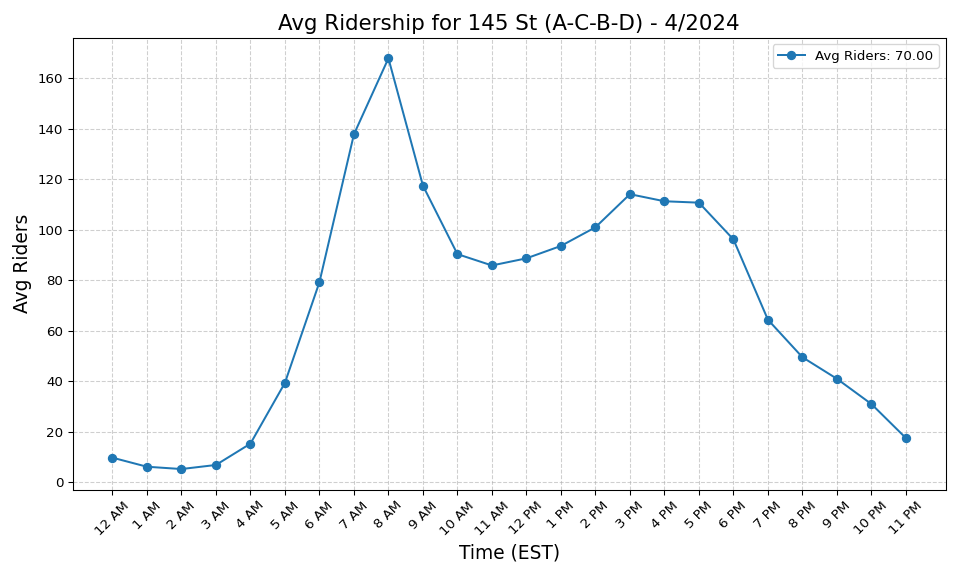 Avg Ridership for 145 St (A-C-B-D) - 4/2024
Avg Riders: 70.00
Avg Riders
160
140
120
100
80
60
40
20
0
12 AM
1 AM
2 AM
3 AM
4 AM
5 AM
6 AM
7 AM
8 AM
9 AM
10 AM
11 AM
12 PM
1 PM
2 PM
3 PM
4 PM
5 PM
6 PM
7 PM
8 PM
9 PM
10 PM
11 PM
Time (EST)